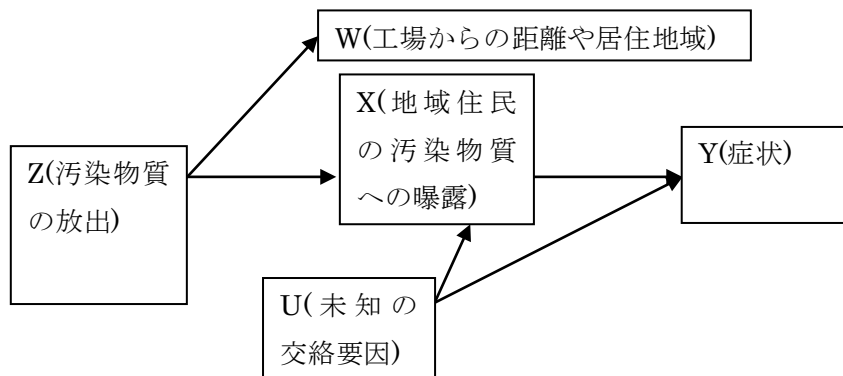 W(工場からの距離や居住地域)
X(地域住
民の汚染物質
への曝露)
Z(汚染物質
の放出)
Y(症状)
U(未知の
交絡要因)